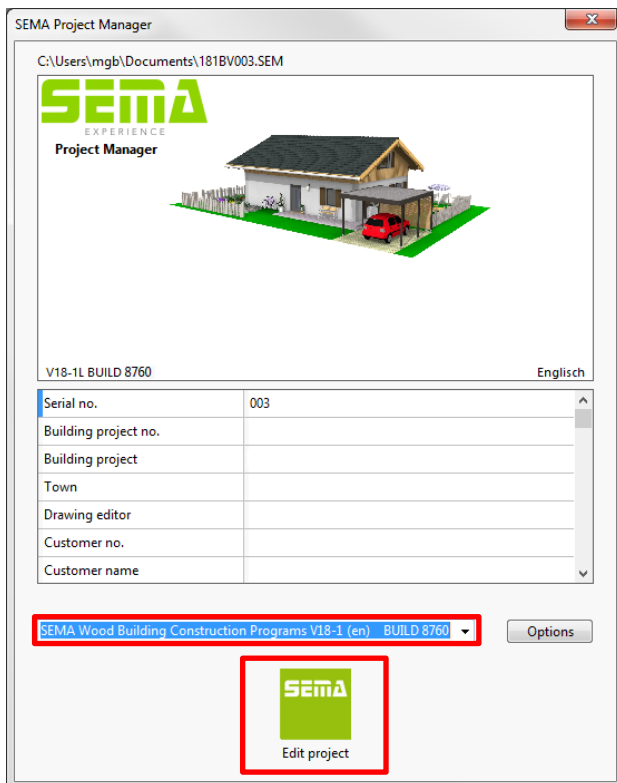 SEMA Project Manager
C:\Users\mgb\Documents\181BV003.SEM
SEMA
EXPERIENCE
Project Manager
V18-1L BUILD 8760 Englisch
Serial no. 003
Building project no.
Building project
Town
Drawing editor
Customer no.
Customer name
SEMA Wood Building Construction Programs V18-1 (en) BUILD 8760
Options
SEMA
Edit project